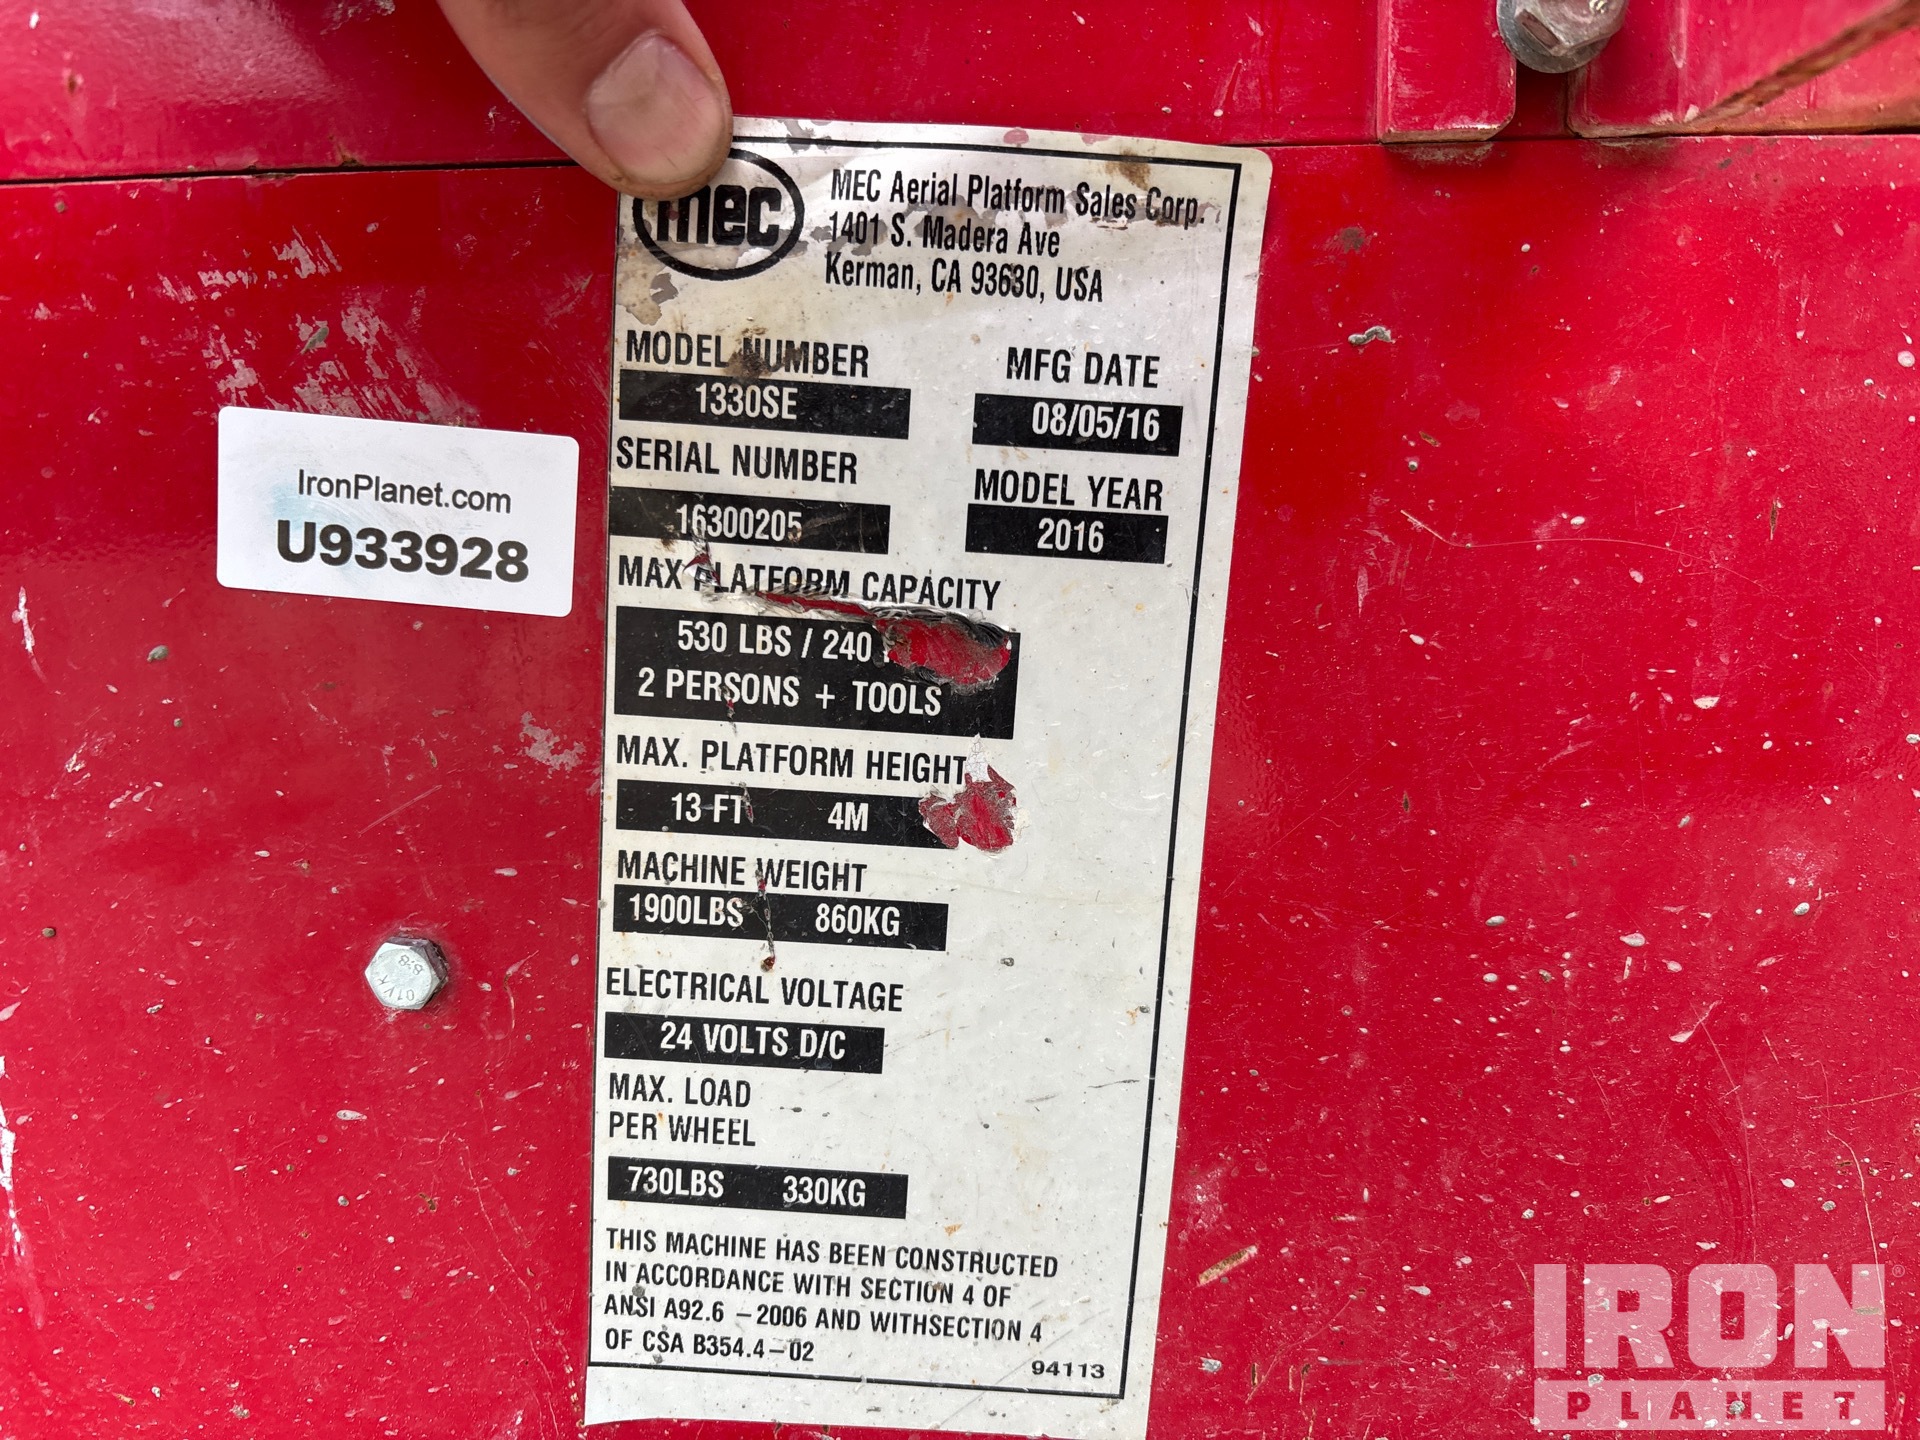 mec
MEC Aerial Platform Sales Corp.
1401 S. Madera Ave
Kerman, CA 93630, USA
MODEL NUMBER
1330SE
MFG DATE
08/05/16
SERIAL NUMBER
16300205
MODEL YEAR
2016
MAX PLATFORM CAPACITY
530 LBS / 240
2 PERSONS + TOOLS
MAX. PLATFORM HEIGHT
13 FT 4M
MACHINE WEIGHT
1900LBS 860KG
ELECTRICAL VOLTAGE
24 VOLTS D/C
MAX. LOAD
PER WHEEL
730LBS 330KG
THIS MACHINE HAS BEEN CONSTRUCTED
IN ACCORDANCE WITH SECTION 4 OF
ANSI A92.6 -2006 AND WITHSECTION 4
OF CSA B354.4-02
94113
IronPlanet.com
U933928
8.8
IRON®
PLANET